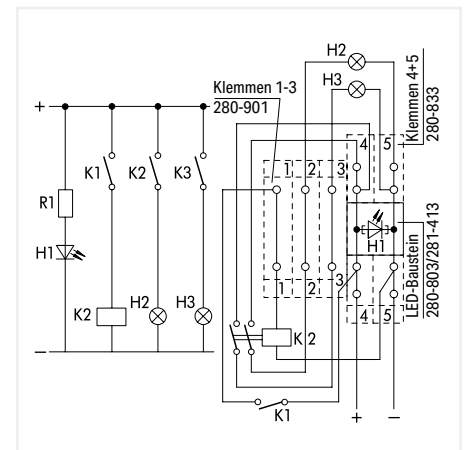 H2
H3
Klemmen 1-3
280-901
Klemmen 4+5
280-833
+
K1
K2
K3
R1
H1
K2
H2
H3
–
1
2
3
4
5
H1
LED-Baustein
280-803/281-413
1
2
3
4
5
K2
K1
+
–